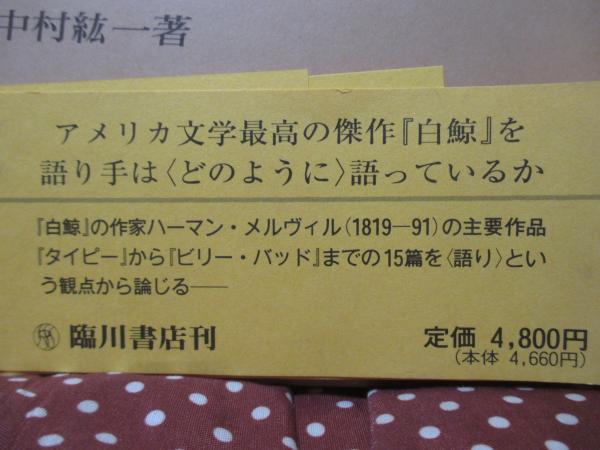 中村紘一著
アメリカ文学最高の傑作『白鯨』を
語り手は〈どのように〉語っているか
『白鯨』の作家ハーマン・メルヴィル(1819―91)の主要作品
『タイピー』から『ビリー・バッド』までの15篇を〈語り〉とい
う観点から論じる――
臨川書店刊
定価 4,800円
(本体 4,660円)